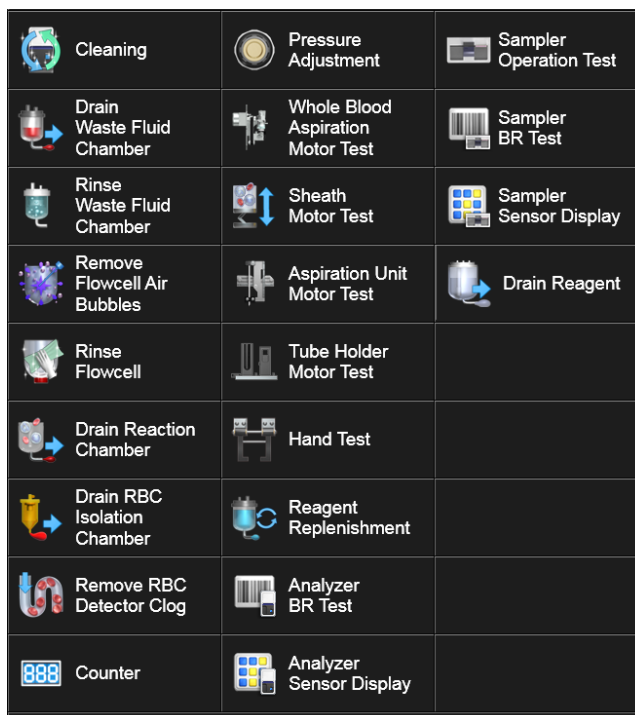 Cleaning
Drain
Waste Fluid
Chamber
Rinse
Waste Fluid
Chamber
Remove
Flowcell Air
Bubbles
Rinse
Flowcell
Drain Reaction
Chamber
Drain RBC
Isolation
Chamber
Remove RBC
Detector Clog
888
Counter
Pressure
Adjustment
Whole Blood
Aspiration
Motor Test
Sheath
Motor Test
Aspiration Unit
Motor Test
Tube Holder
Motor Test
Hand Test
Reagent
Replenishment
Analyzer
BR Test
Analyzer
Sensor Display
Sampler
Operation Test
Sampler
BR Test
Sampler
Sensor Display
Drain Reagent